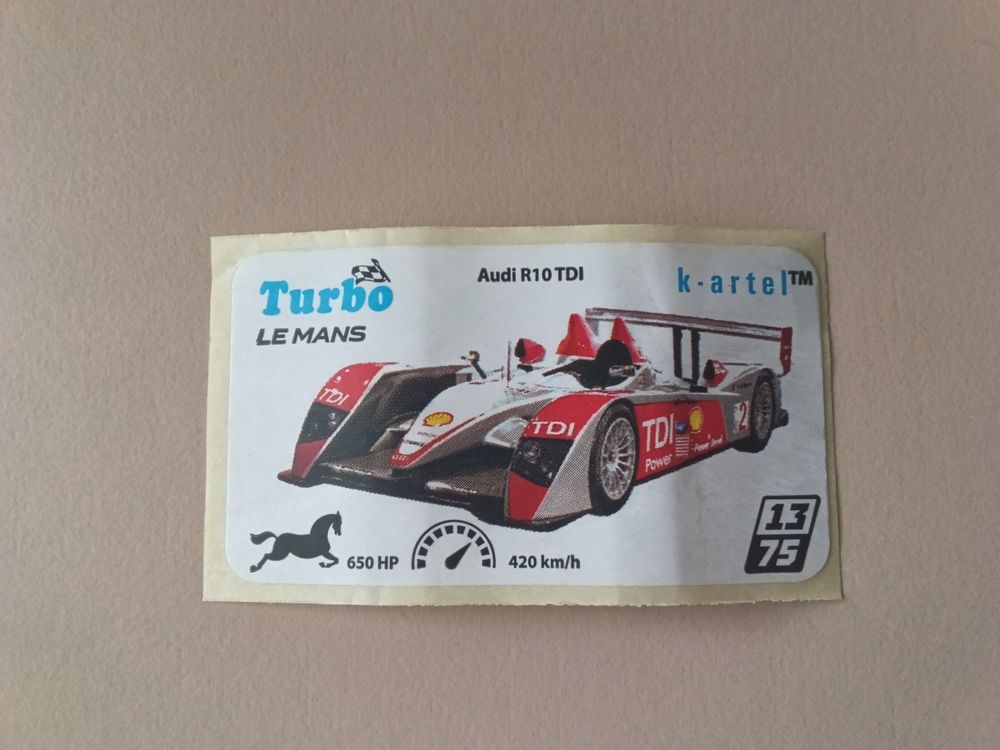 Turbo
LE MANS
Audi R10 TDI
k-artel™
TDI
TDI
TDI
Power
2
650 HP
420 km/h
13
75